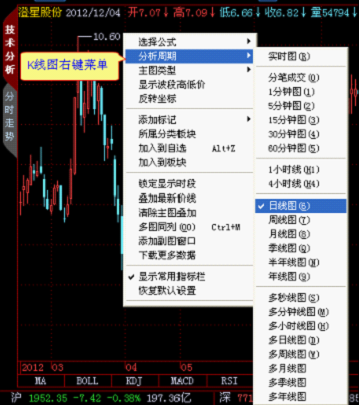 溢星股份 2012/12/04 开7.07↓ 高7.09↓ 低6.66↓ 收6.82↓ 量54794↓
技术分析
分时走势
10.60
K线图右键菜单
选择公式
分析周期
主图类型
显示波段高低价
反转坐标
添加标记
所属分类板块
加入到自选 Alt+Z
加入到板块
锁定显示时段
叠加最新价线
清除主图叠加
多图同列(QQ) Ctrl+M
添加副图窗口
下载更多数据
✓ 显示常用指标栏
恢复默认设置
实时图(R)
分笔成交(0)
1分钟图(1)
5分钟图(2)
15分钟图(3)
30分钟图(4)
60分钟图(5)
1小时图(H1)
4小时图(H4)
✓ 日线图(6)
周线图(7)
月线图(8)
季线图(Q)
半年线图(H)
年线图(9)
多秒线图(S)
多分钟线图(M)
多小时线图(H)
多日线图(D)
多周线图(W)
多月线图
多季线图
多年线图
2012 03 04 05
MA BOLL KDJ MACD RSI
沪 1952.35 -7.42 -0.38% 197.36亿 深 771